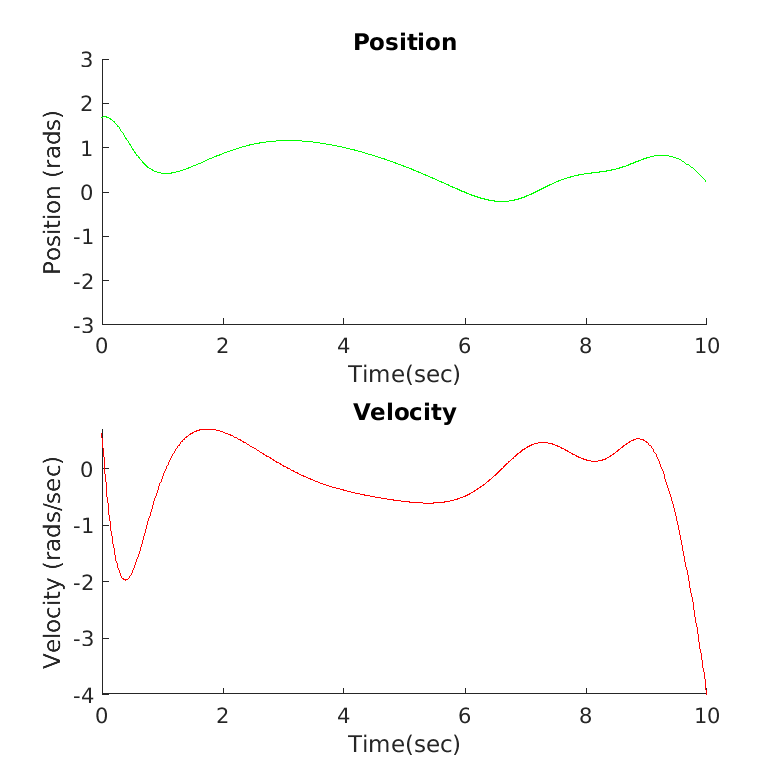 Position
Position (rads)
3
2
1
0
-1
-2
-3
0 2 4 6 8 10
Time(sec)
Velocity
Velocity (rads/sec)
0
-1
-2
-3
-4
0 2 4 6 8 10
Time(sec)